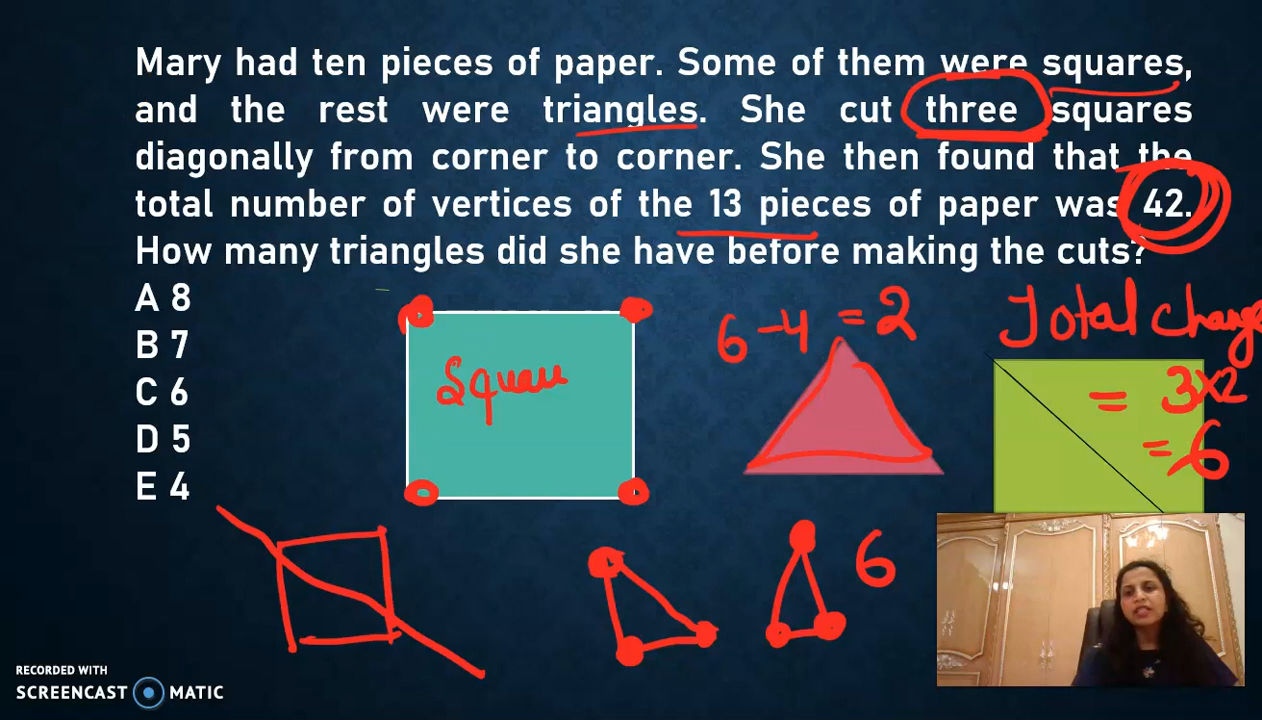 Mary had ten pieces of paper. Some of them were squares,
and the rest were triangles. She cut three squares
diagonally from corner to corner. She then found that the
total number of vertices of the 13 pieces of paper was 42.
How many triangles did she have before making the cuts?
A 8
B 7
C 6
D 5
E 4
Square
6 - 4 = 2
Total change
= 3x2
= 6
6
RECORDED WITH
SCREENCAST MATIC